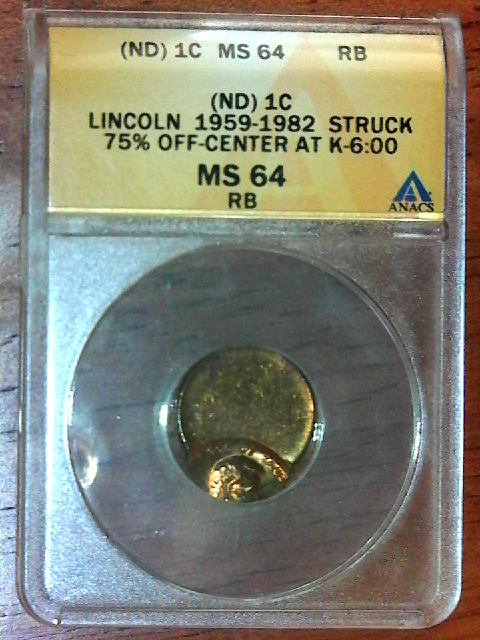 (ND) 1C MS 64 RB
(ND) 1C
LINCOLN 1959-1982 STRUCK
75% OFF-CENTER AT K-6:00
MS 64
RB
ANACS